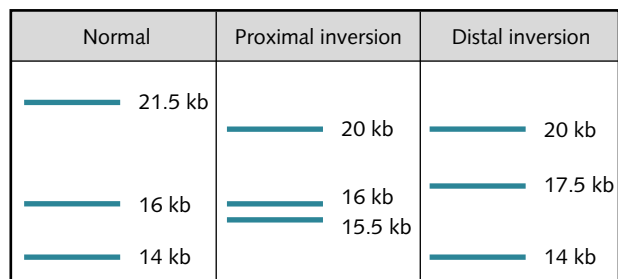 Normal Proximal inversion Distal inversion
21.5 kb
20 kb 20 kb
17.5 kb
16 kb 16 kb
15.5 kb
14 kb 14 kb